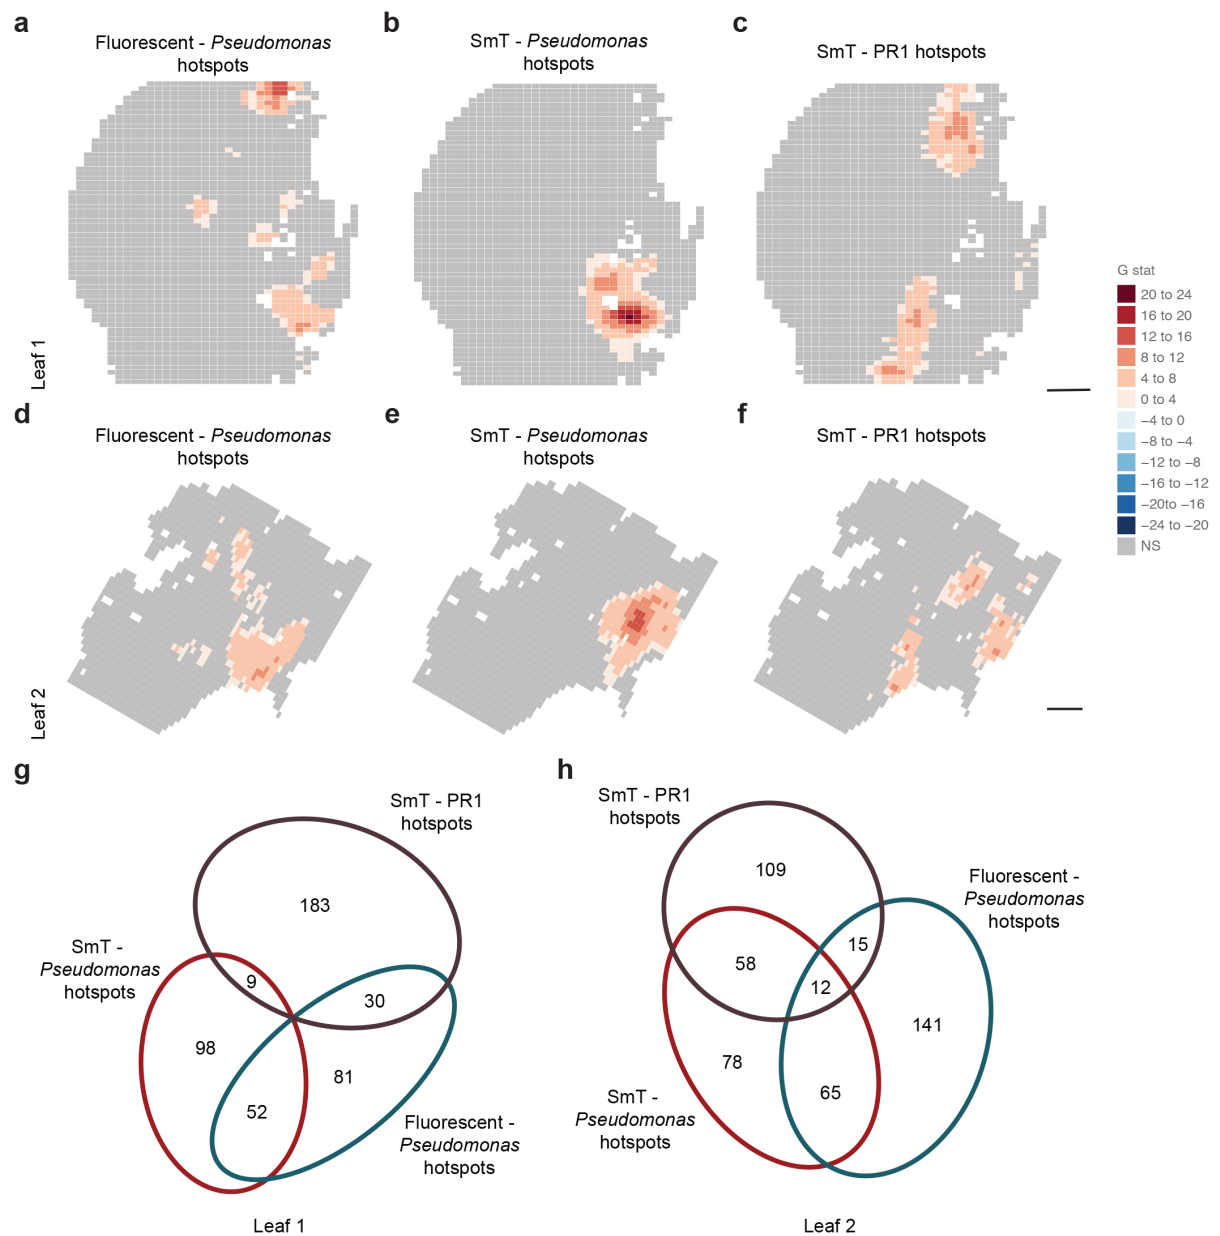 a
Fluorescent - Pseudomonas
hotspots
b
SmT - Pseudomonas
hotspots
c
SmT - PR1 hotspots
Leaf 1
G stat
20 to 24
16 to 20
12 to 16
8 to 12
4 to 8
0 to 4
−4 to 0
−8 to −4
−12 to −8
−16 to −12
−20to −16
−24 to −20
NS
d
Fluorescent - Pseudomonas
hotspots
e
SmT - Pseudomonas
hotspots
f
SmT - PR1 hotspots
Leaf 2
g
SmT - PR1
hotspots
183
SmT -
Pseudomonas
hotspots
9
30
98
81
52
Fluorescent -
Pseudomonas
hotspots
Leaf 1
h
SmT - PR1
hotspots
109
Fluorescent -
Pseudomonas
hotspots
15
58
12
141
78
65
SmT -
Pseudomonas
hotspots
Leaf 2